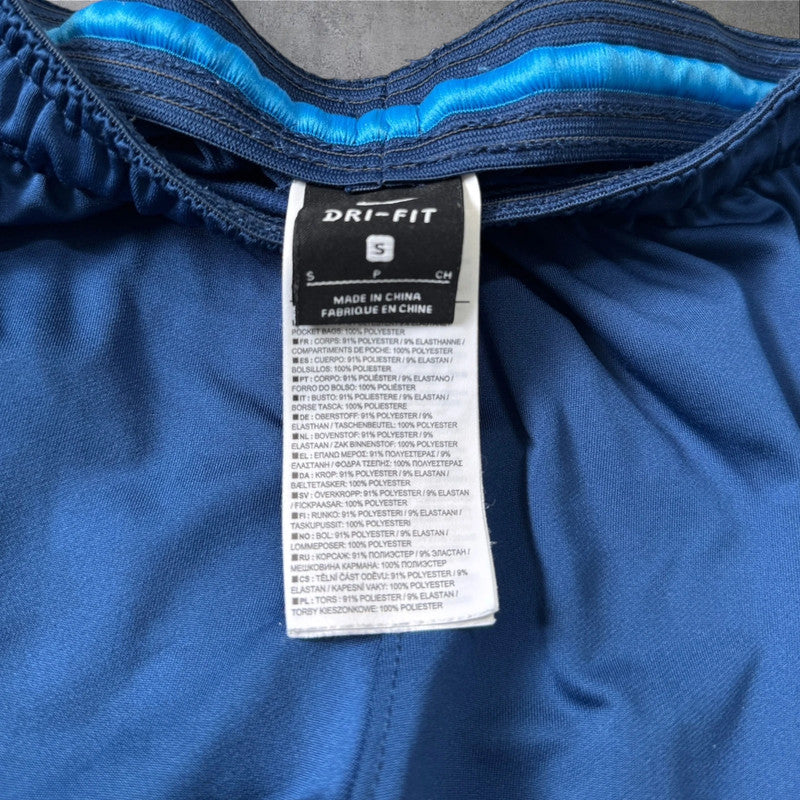 DRI-FIT
S
S P CH
MADE IN CHINA
FABRIQUE EN CHINE
POCKET BAGS: 100% POLYESTER
FR : CORPS: 91% POLYESTER / 9% ELASTHANNE /
COMPARTIMENTS DE POCHE: 100% POLYESTER
ES : CUERPO: 91% POLYESTER / 9% ELASTAN /
BOLSILLOS: 100% POLYESTER
PT : CORPO: 91% POLIÉSTER / 9% ELASTANO /
FORRO DO BOLSO: 100% POLIÉSTER
IT : BUSTO: 91% POLIESTERE / 9% ELASTAN /
BORSE TASCA: 100% POLIESTERE
DE : OBERSTOFF: 91% POLYESTER / 9%
ELASTHAN / TASCHENBEUTEL: 100% POLYESTER
NL : BOVENSTOF: 91% POLYESTER / 9%
ELASTAAN / ZAK BINNENSTOF: 100% POLYESTER
EL : ΕΠΑΝΩ ΜΕΡΟΣ: 91% ΠΟΛΥΕΣΤΕΡΑΣ / 9%
ΕΛΑΣΤΑΝΗ / ΦΟΔΡΑ ΤΣΕΠΗΣ: 100% ΠΟΛΥΕΣΤΕΡΑΣ
DA : KROP: 91% POLYESTER / 9% ELASTAN /
BÆLTETASKER: 100% POLYESTER
SV : ÖVERKROPP: 91% POLYESTER / 9% ELASTAN
/ FICKPAASAR: 100% POLYESTER
FI : RUNKO: 91% POLYESTERI / 9% ELASTAANI /
TASKUPUSSIT: 100% POLYESTERI
NO : BOL: 91% POLYESTER / 9% ELASTAN /
LOMMEPOSER: 100% POLYESTER
RU : КОРСАЖ: 91% ПОЛИЭСТЕР / 9% ЭЛАСТАН /
МЕШКОВИНА КАРМАНА: 100% ПОЛИЭСТЕР
CS : TĚLNÍ ČÁST ODĚVU: 91% POLYESTER / 9%
ELASTAN / KAPESNÍ VAKY: 100% POLYESTER
PL : TORS : 91% POLIESTER / 9% ELASTAN /
TORBY KIESZONKOWE: 100% POLIESTER